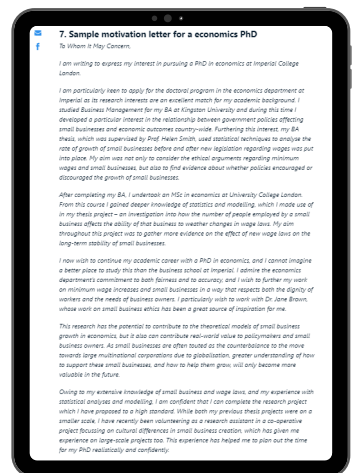 7. Sample motivation letter for a economics PhD
To Whom It May Concern,
I am writing to express my interest in pursuing a PhD in economics at Imperial College
London.
I am particularly keen to apply for the doctoral program in the economics department at
Imperial as its research interests are an excellent match for my academic background. I
studied Business Management for my BA at Kingston University and during this time I
developed a particular interest in the relationship between government policies affecting
small businesses and economic outcomes country-wide. Furthering this interest, my BA
thesis, which was supervised by Prof. Helen Smith, used statistical techniques to analyse the
rate of growth of small businesses before and after new legislation regarding wages was put
into place. My aim was not only to consider the ethical arguments regarding minimum
wages and small businesses, but also to find evidence about whether policies encouraged or
discouraged the growth of small businesses.
After completing my BA, I undertook an MSc in economics at University College London.
From this course I gained deeper knowledge of statistics and modelling, which I made use of
in my thesis project – an investigation into how the number of people employed by a small
business affects the ability of that business to weather changes in wage laws. My aim
throughout this project was to gather more evidence on the effect of new wage laws on the
long-term stability of small businesses.
I now wish to continue my academic career with a PhD in economics, and I cannot imagine
a better place to study this than the business school at Imperial. I admire the economics
department's commitment to both fairness and to accuracy, and I wish to further my work
on minimum wage increases and small businesses in a way that respects both the dignity of
workers and the needs of business owners. I particularly wish to work with Dr. Jane Brown,
whose work on small business ethics has been a great source of inspiration for me.
This research has the potential to contribute to the theoretical models of small business
growth in economics, but it also can contribute real-world value to policymakers and small
business owners. As small businesses are often touted as the counterbalance to the move
towards large multinational corporations due to globalisation, greater understanding of how
to support these small businesses, and how to help them grow, will only become more
valuable in the future.
Owing to my extensive knowledge of small business and wage laws, and my experience with
statistical analyses and modelling, I am confident that I can complete the research project
which I have proposed to a high standard. While both my previous thesis projects were on a
smaller scale, I have recently been volunteering as a research assistant in a co-operative
project focussing on cultural differences in small business creation, which has given me
experience on large-scale projects too. This experience has helped me to plan out the time
for my PhD realistically and confidently.